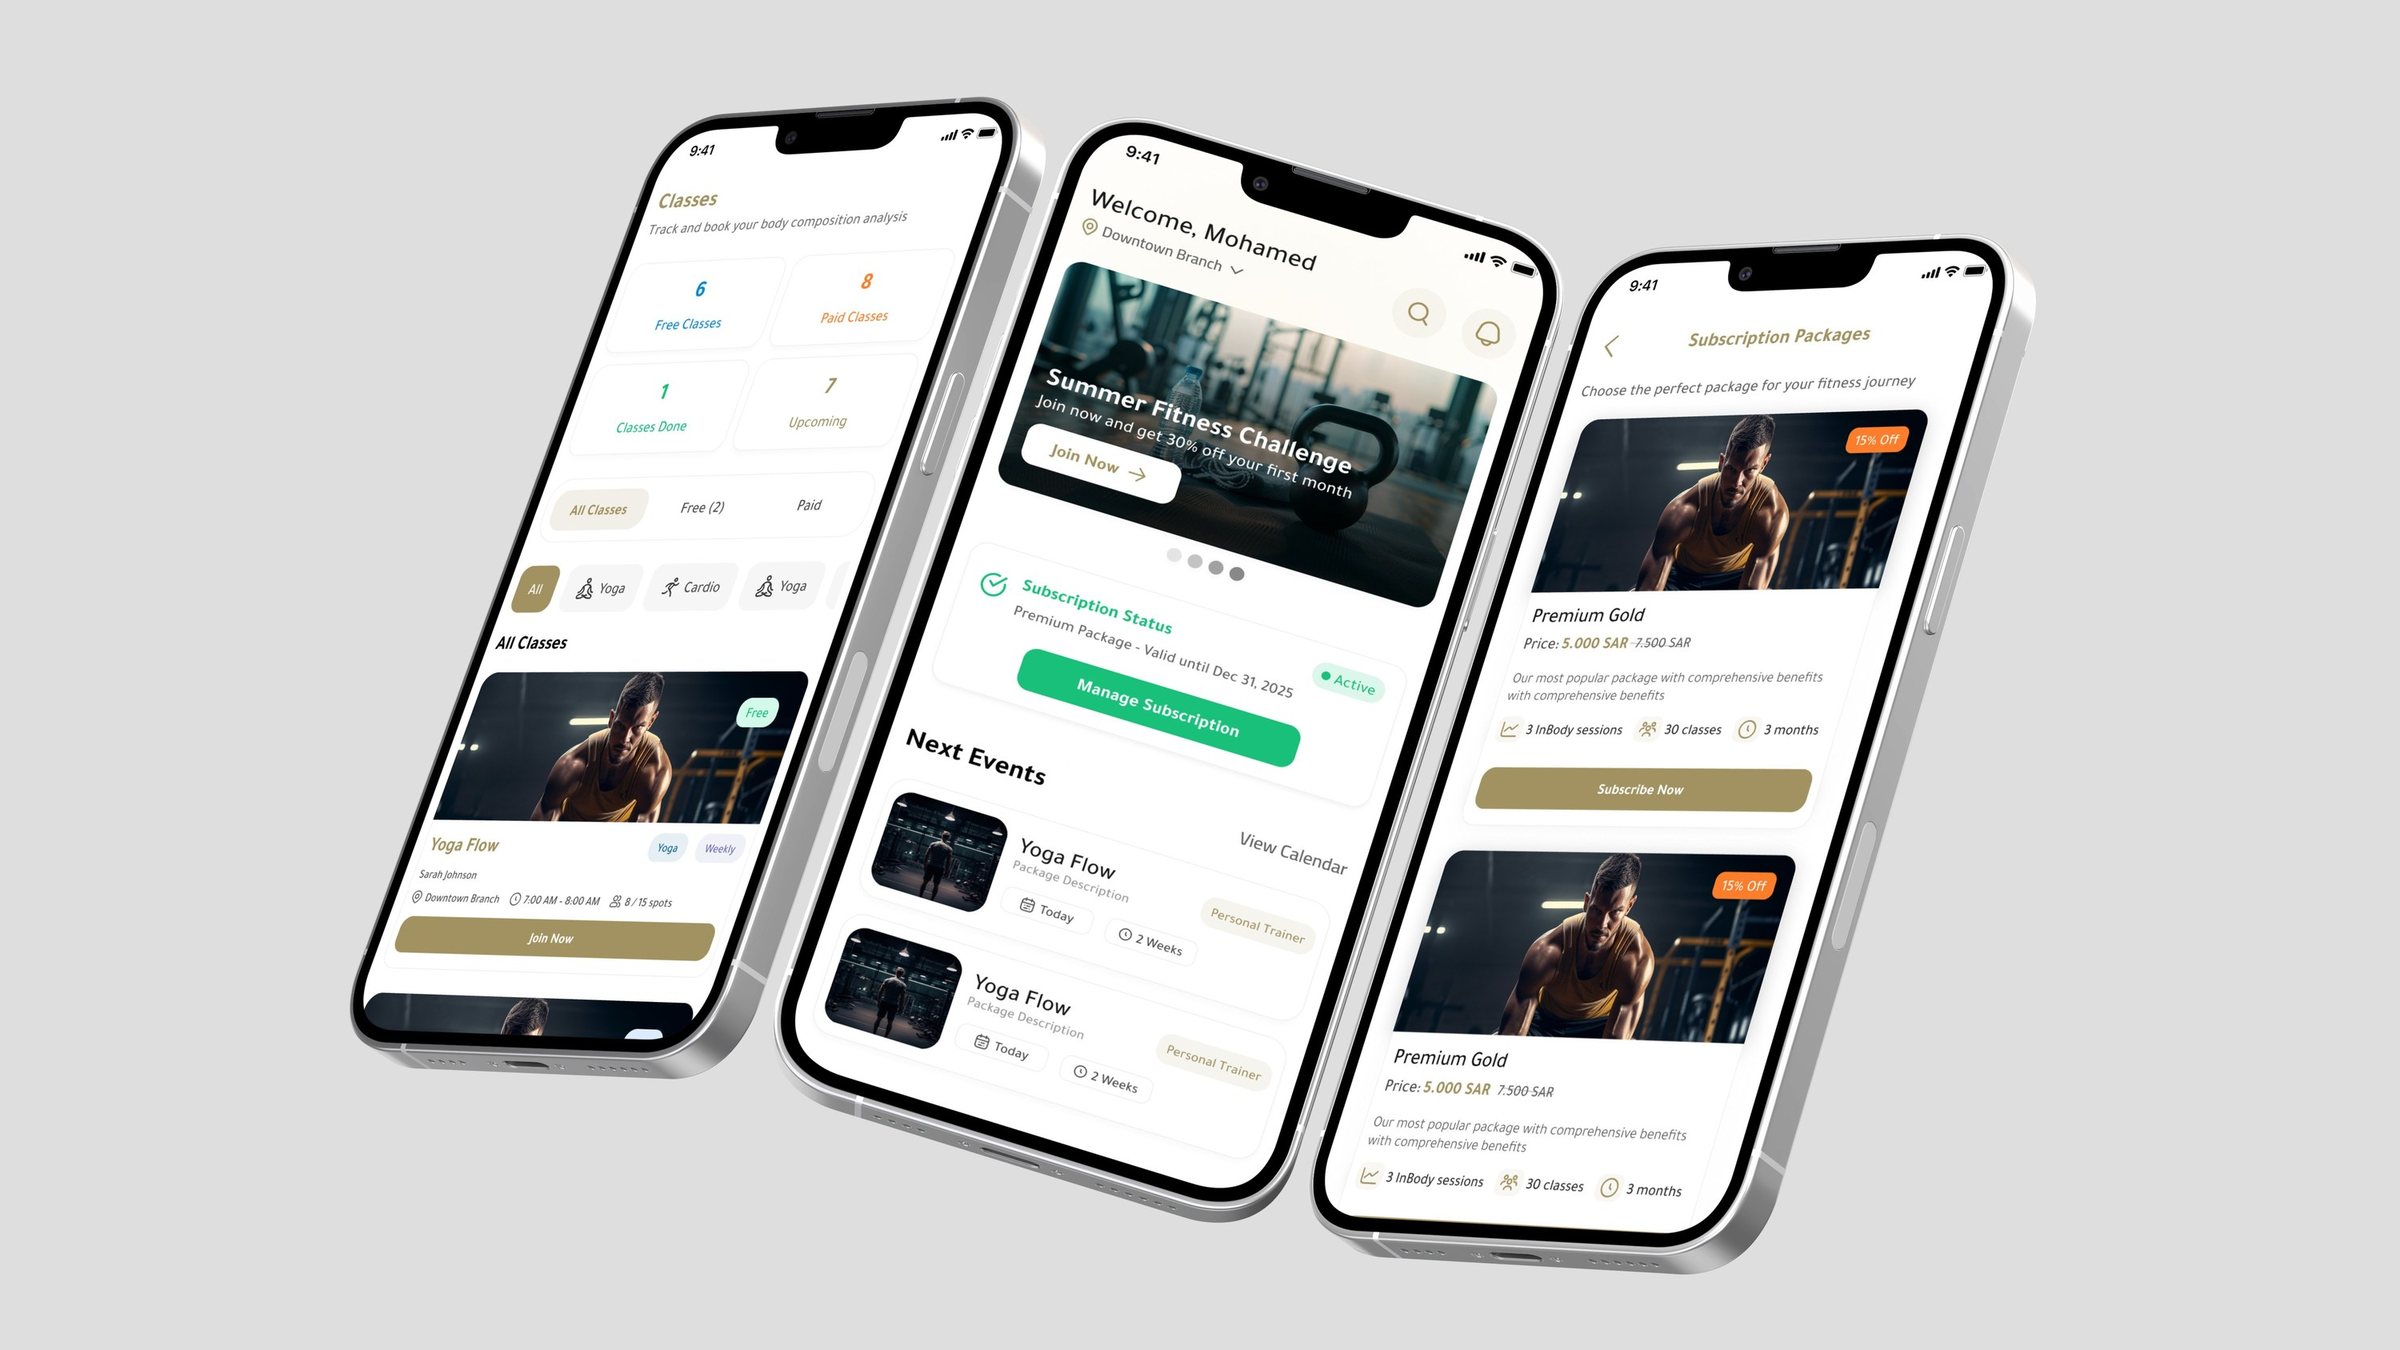 9:41
Classes
Track and book your body composition analysis
6
Free Classes
8
Paid Classes
1
Classes Done
7
Upcoming
All Classes
Free (2)
Paid
All
Yoga
Cardio
Yoga
All Classes
Free
Yoga Flow
Yoga
Weekly
Sarah Johnson
Downtown Branch
7:00 AM - 8:00 AM
8 / 15 spots
Join Now
9:41
Welcome, Mohamed
Downtown Branch
Summer Fitness Challenge
Join now and get 30% off your first month
Join Now
Subscription Status
Premium Package - Valid until Dec 31, 2025
Active
Manage Subscription
Next Events
View Calendar
Yoga Flow
Package Description
Today
2 Weeks
Personal Trainer
Yoga Flow
Package Description
Today
2 Weeks
Personal Trainer
9:41
Subscription Packages
Choose the perfect package for your fitness journey
15% Off
Premium Gold
Price: 5.000 SAR 7.500 SAR
Our most popular package with comprehensive benefits
with comprehensive benefits
3 InBody sessions
30 classes
3 months
Subscribe Now
15% Off
Premium Gold
Price: 5.000 SAR 7.500 SAR
Our most popular package with comprehensive benefits
with comprehensive benefits
3 InBody sessions
30 classes
3 months